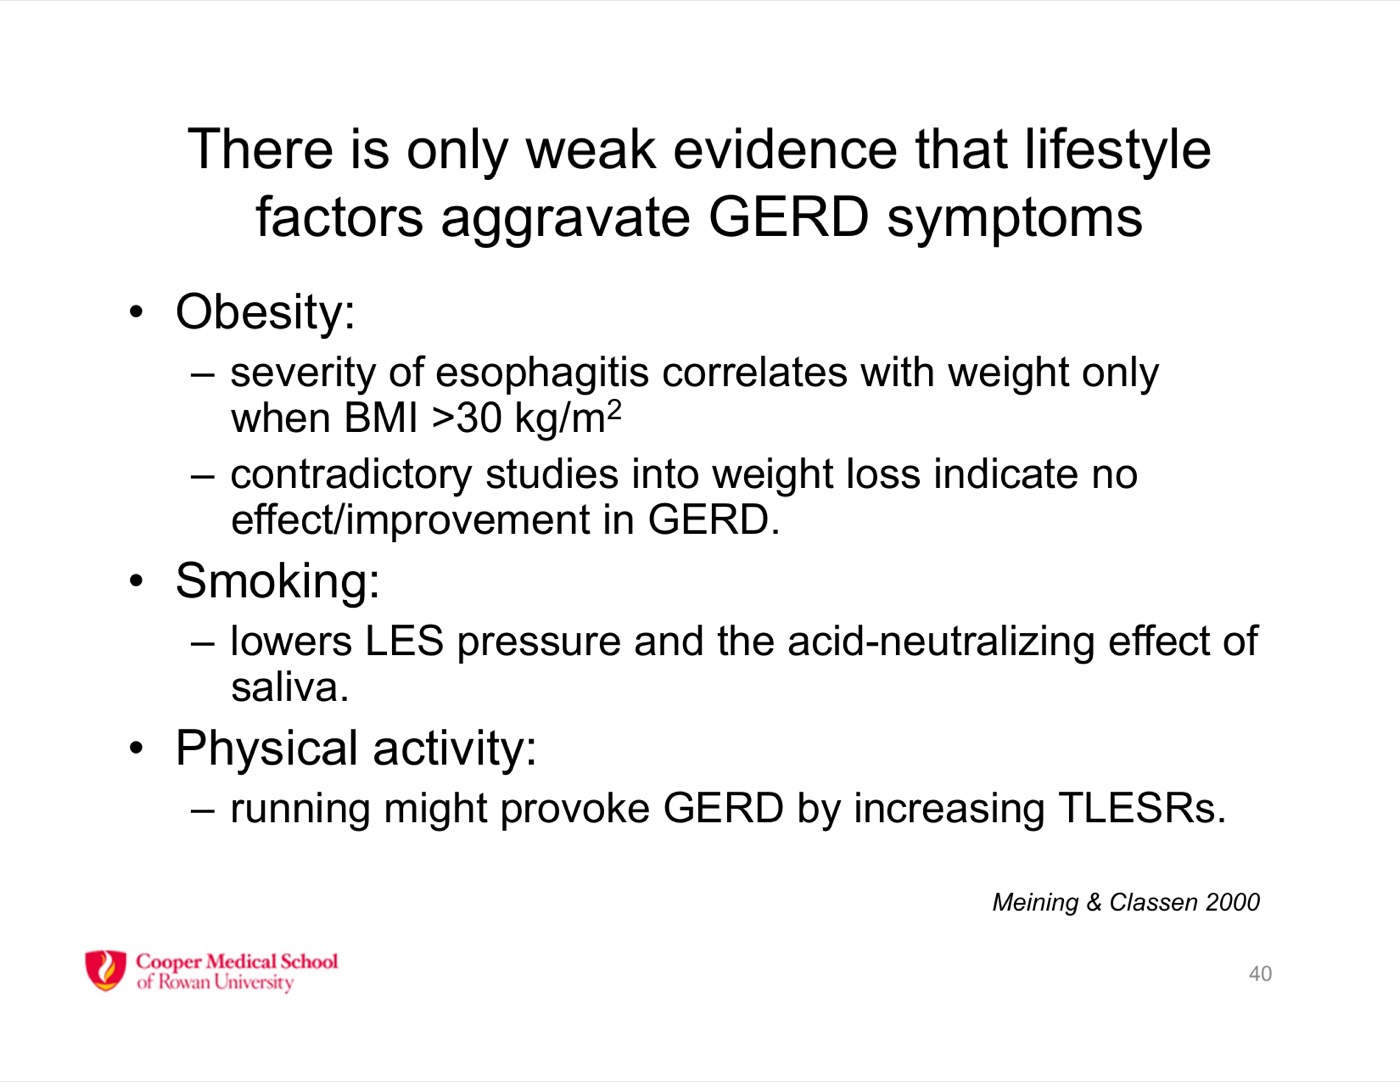 There is only weak evidence that lifestyle
factors aggravate GERD symptoms
• Obesity:
– severity of esophagitis correlates with weight only
when BMI >30 kg/m²
– contradictory studies into weight loss indicate no
effect/improvement in GERD.
• Smoking:
– lowers LES pressure and the acid-neutralizing effect of
saliva.
• Physical activity:
– running might provoke GERD by increasing TLESRs.
Meining & Classen 2000
Cooper Medical School
of Rowan University
40